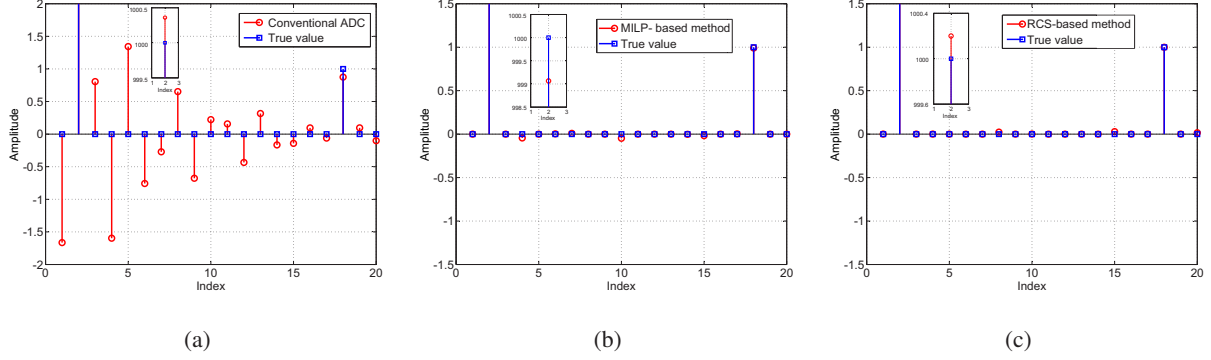 2
1.5
1
0.5
0
-0.5
-1
-1.5
-2
0
5
10
15
20
Amplitude
Index
Conventional ADC
True value
1000.5
1000
999.5
1 2 3
Index
(a)
1.5
1
0.5
0
-0.5
-1
-1.5
0
5
10
15
20
Amplitude
Index
MILP- based method
True value
1000.5
1000
999.5
999
998.5
1 2 3
Index
(b)
1.5
1
0.5
0
-0.5
-1
-1.5
0
5
10
15
20
Amplitude
Index
RCS-based method
True value
1000.4
1000
999.6
1 2 3
Index
(c)